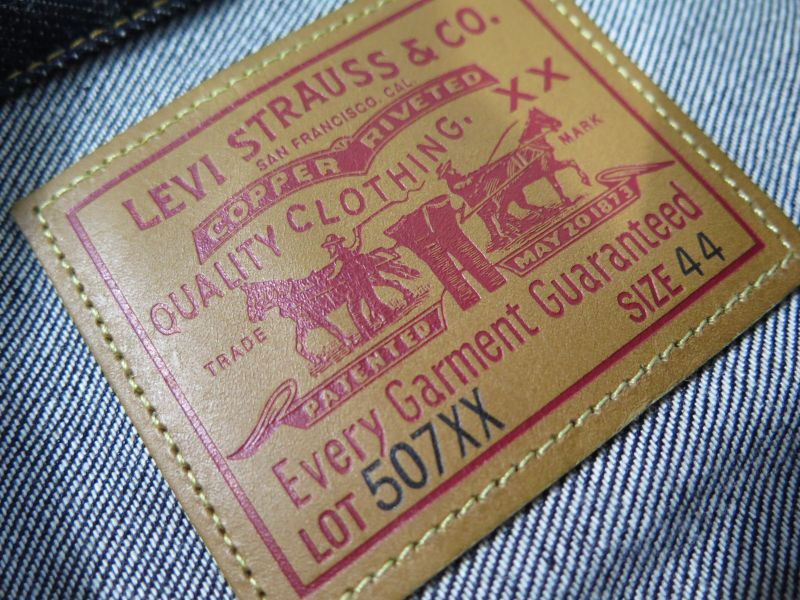 LEVI STRAUSS & CO.
SAN FRANCISCO, CAL.
COPPER RIVETED
QUALITY CLOTHING. XX
TRADE MARK
PATENTED MAY 20 1873
Every Garment Guaranteed
LOT 507XX SIZE 44